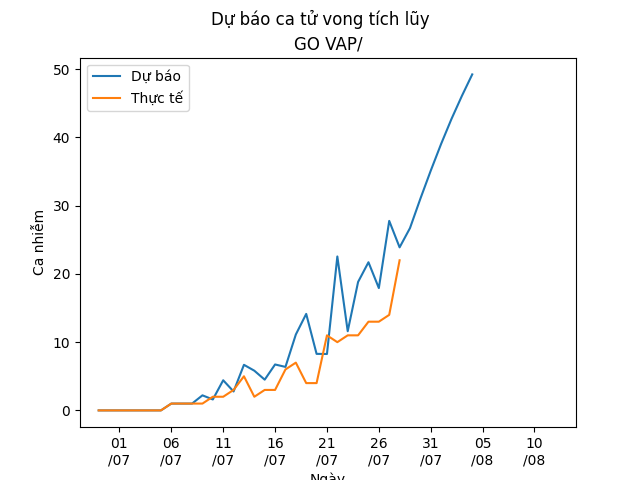 Dự báo ca tử vong tích lũy
GO VAP/
Dự báo
Thực tế
Ca nhiễm
50
40
30
20
10
0
01 06 11 16 21 26 31 05 10
/07 /07 /07 /07 /07 /07 /07 /08 /08
Ngày